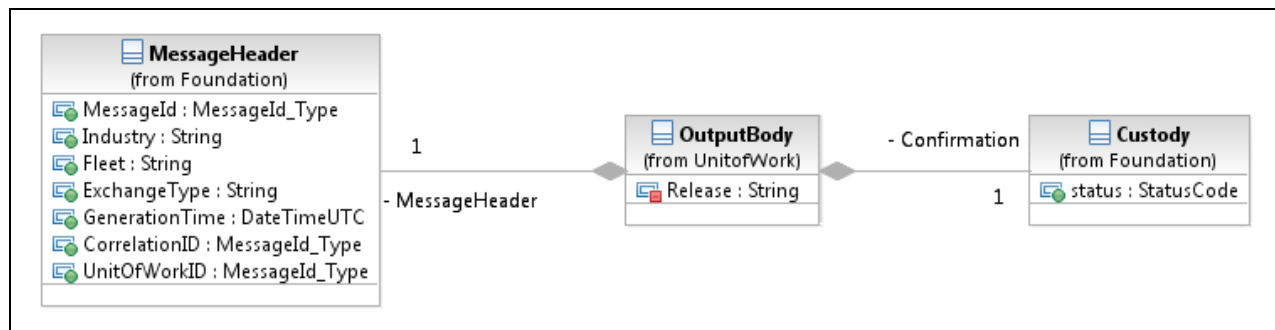 MessageHeader
(from Foundation)
MessageId : MessageId_Type
Industry : String
Fleet : String
ExchangeType : String
GenerationTime : DateTimeUTC
CorrelationID : MessageId_Type
UnitOfWorkID : MessageId_Type
1
- MessageHeader
OutputBody
(from UnitofWork)
Release : String
- Confirmation
1
Custody
(from Foundation)
status : StatusCode